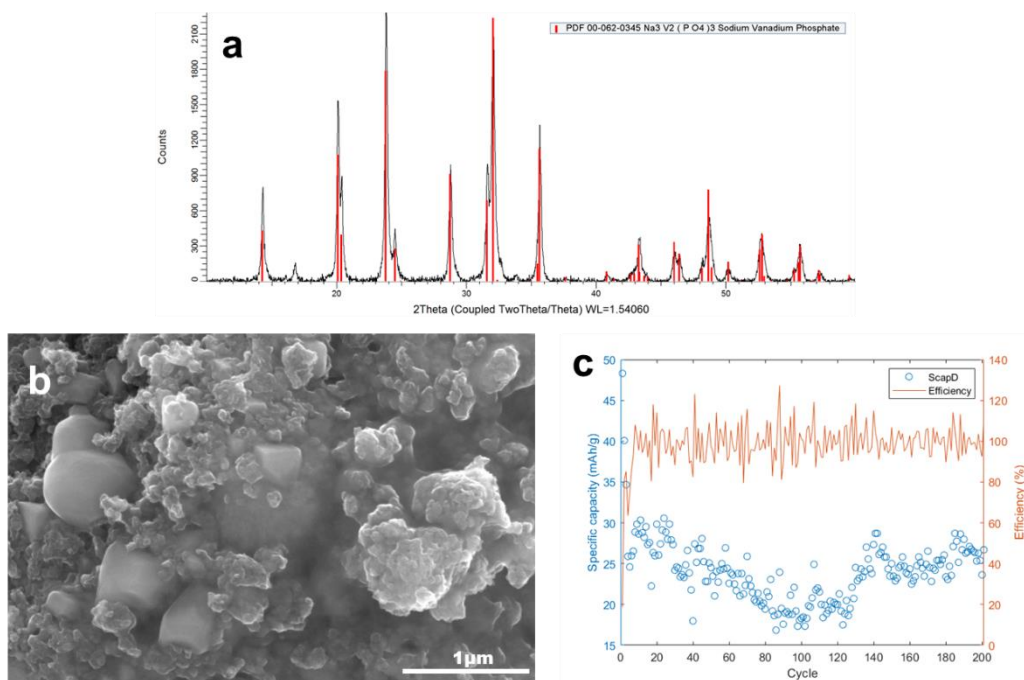 a
PDF 00-062-0345 Na3 V2 ( P O4 )3 Sodium Vanadium Phosphate
Counts
2100
1800
1500
1200
900
600
300
0
20
30
40
50
2Theta (Coupled TwoTheta/Theta) WL=1.54060
b
1μm
c
ScapD
Efficiency
Specific capacity (mAh/g)
50
45
40
35
30
25
20
15
Efficiency (%)
140
120
100
80
60
40
20
0
0 20 40 60 80 100 120 140 160 180 200
Cycle